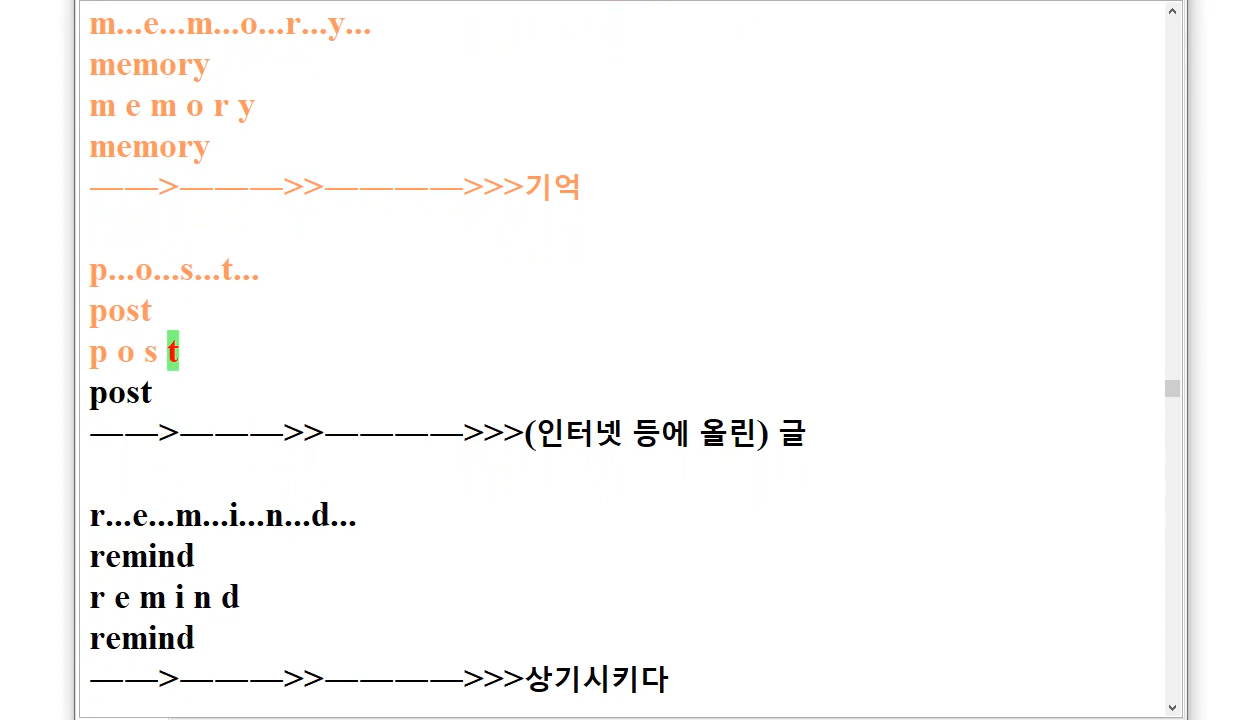 m...e...m...o...r...y...
memory
m e m o r y
memory
——>———>>————>>>기억
p...o...s...t...
post
p o s t
post
——>———>>————>>>(인터넷 등에 올린) 글
r...e...m...i...n...d...
remind
r e m i n d
remind
——>———>>————>>>상기시키다